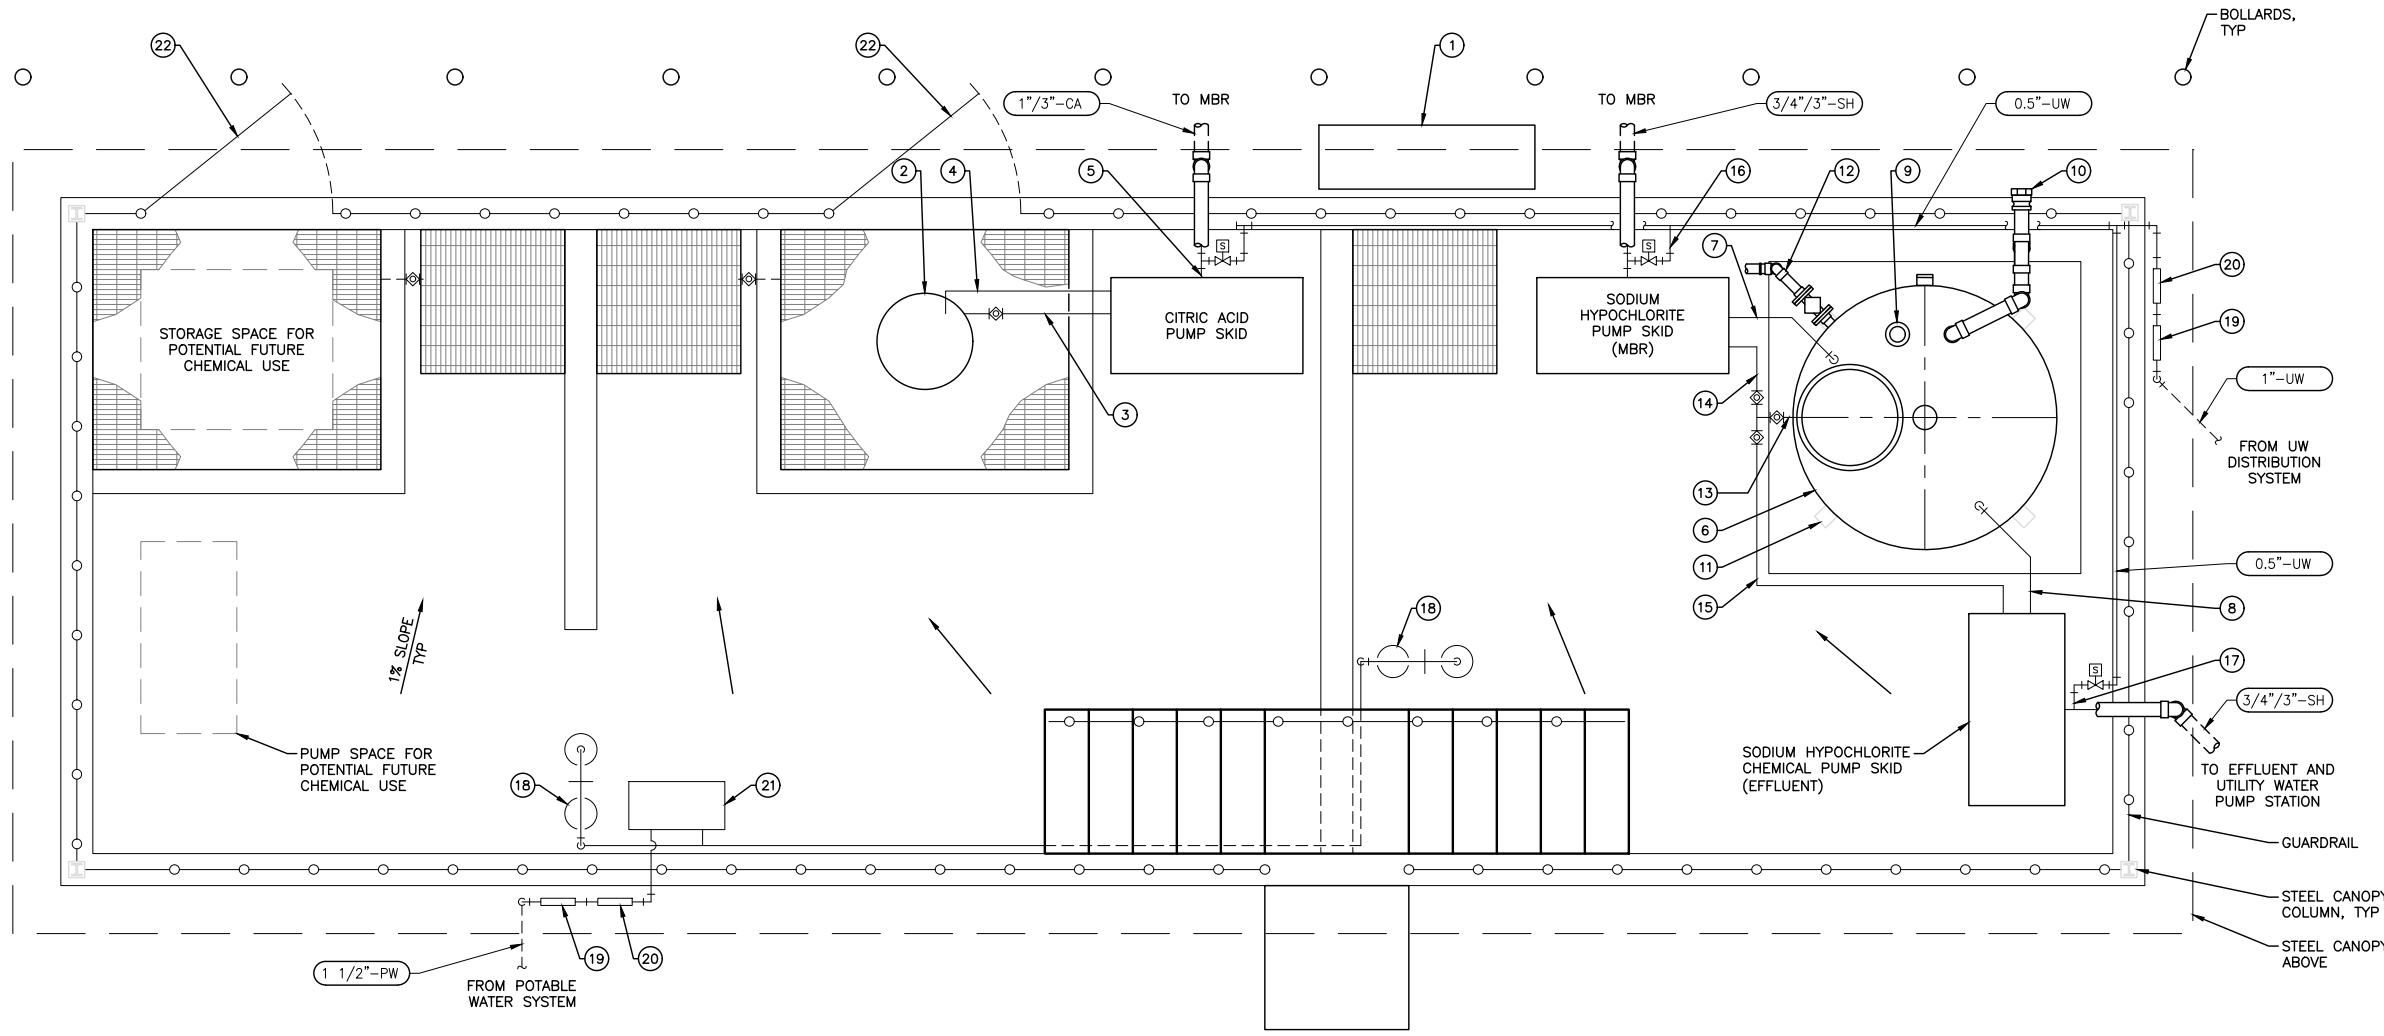 BOLLARDS,
TYP
22
22
1
1"/3"-CA
TO MBR
TO MBR
3/4"/3"-SH
0.5"-UW
2
4
5
16
12
9
10
7
S
S
20
STORAGE SPACE FOR
POTENTIAL FUTURE
CHEMICAL USE
CITRIC ACID
PUMP SKID
SODIUM
HYPOCHLORITE
PUMP SKID
(MBR)
19
3
14
1"-UW
FROM UW
DISTRIBUTION
SYSTEM
13
6
11
0.5"-UW
15
18
8
1% SLOPE
TYP
S
17
3/4"/3"-SH
PUMP SPACE FOR
POTENTIAL FUTURE
CHEMICAL USE
18
21
SODIUM HYPOCHLORITE
CHEMICAL PUMP SKID
(EFFLUENT)
TO EFFLUENT AND
UTILITY WATER
PUMP STATION
GUARDRAIL
STEEL CANOPY
COLUMN, TYP
STEEL CANOPY
ABOVE
19
20
1 1/2"-PW
FROM POTABLE
WATER SYSTEM